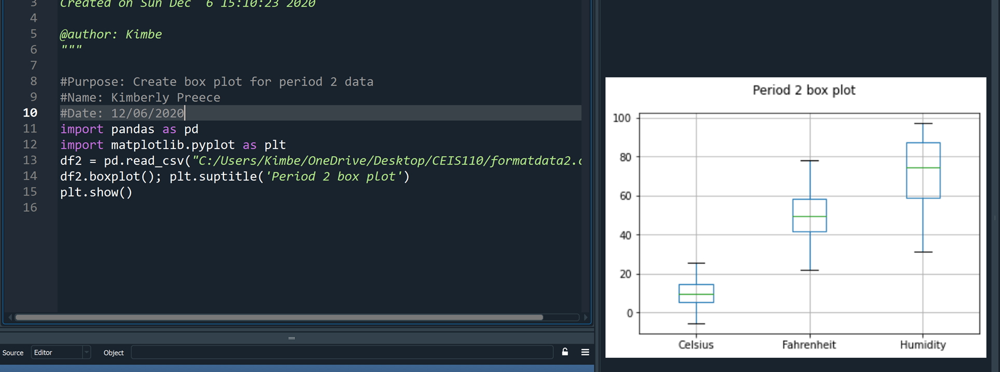 3 Created on Sun Dec  6 15:10:23 2020
4
5 @author: Kimbe
6 """
7
8 #Purpose: Create box plot for period 2 data
9 #Name: Kimberly Preece
10 #Date: 12/06/2020
11 import pandas as pd
12 import matplotlib.pyplot as plt
13 df2 = pd.read_csv("C:/Users/Kimbe/OneDrive/Desktop/CEIS110/formatdata2.c
14 df2.boxplot(); plt.suptitle('Period 2 box plot')
15 plt.show()
16
Source Editor Object
Period 2 box plot
100
80
60
40
20
0
Celsius Fahrenheit Humidity